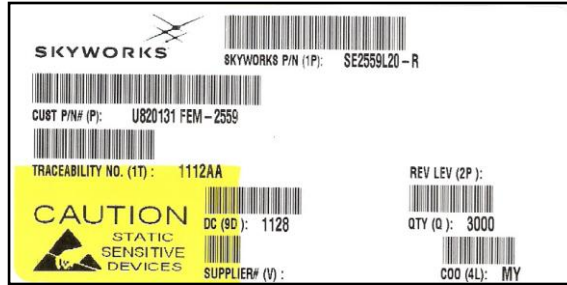 SKYWORKS
SKYWORKS P/N (1P): SE2559L20-R
CUST P/N# (P): U820131 FEM-2559
TRACEABILITY NO. (1T) : 1112AA
REV LEV (2P):
CAUTION
STATIC
SENSITIVE
DEVICES
DC (9D): 1128
QTY (Q): 3000
SUPPLIER# (V) :
COO (4L): MY